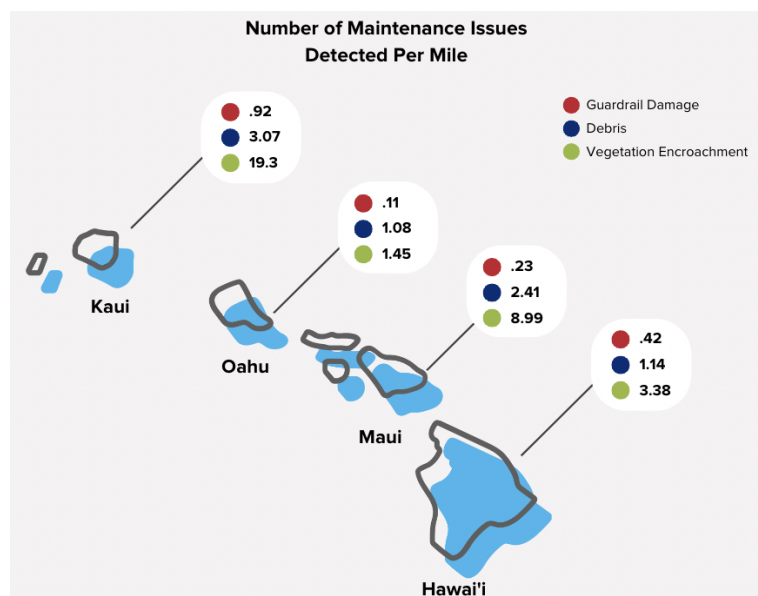 Number of Maintenance Issues
Detected Per Mile
Guardrail Damage
Debris
Vegetation Encroachment
.92
3.07
19.3
Kaui
.11
1.08
1.45
Oahu
.23
2.41
8.99
Maui
.42
1.14
3.38
Hawai'i